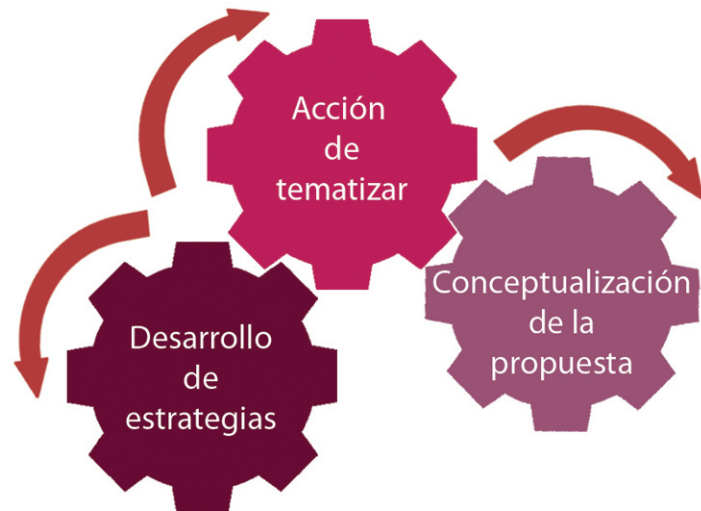 Acción
de
tematizar
Conceptualización
de la
propuesta
Desarrollo
de
estrategias